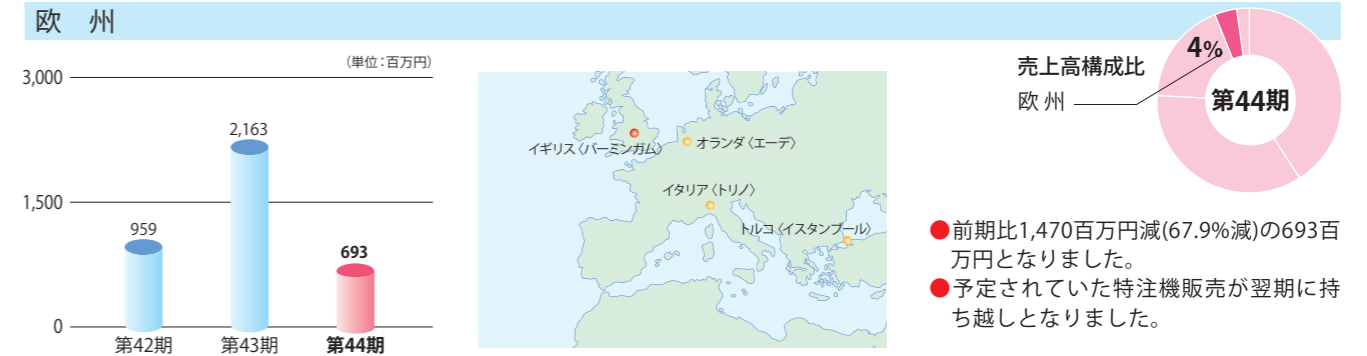 欧 州
(単位:百万円)
3,000
1,500
0
959
2,163
693
第42期
第43期
第44期
イギリス〈バーミンガム〉
オランダ〈エーデ〉
イタリア〈トリノ〉
トルコ〈イスタンブール〉
売上高構成比
欧 州
4%
第44期
●前期比1,470百万円減(67.9%減)の693百
万円となりました。
●予定されていた特注機販売が翌期に持
ち越しとなりました。